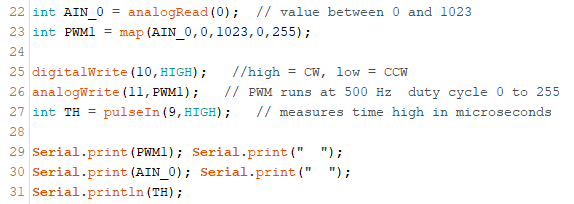 22 int AIN_0 = analogRead(0);  // value between 0 and 1023
23 int PWM1 = map(AIN_0,0,1023,0,255);
24
25 digitalWrite(10,HIGH);   //high = CW, low = CCW
26 analogWrite(11,PWM1);   // PWM runs at 500 Hz  duty cycle 0 to 255
27 int TH = pulseIn(9,HIGH);   // measures time high in microseconds
28
29 Serial.print(PWM1); Serial.print("  ");
30 Serial.print(AIN_0); Serial.print("  ");
31 Serial.println(TH);